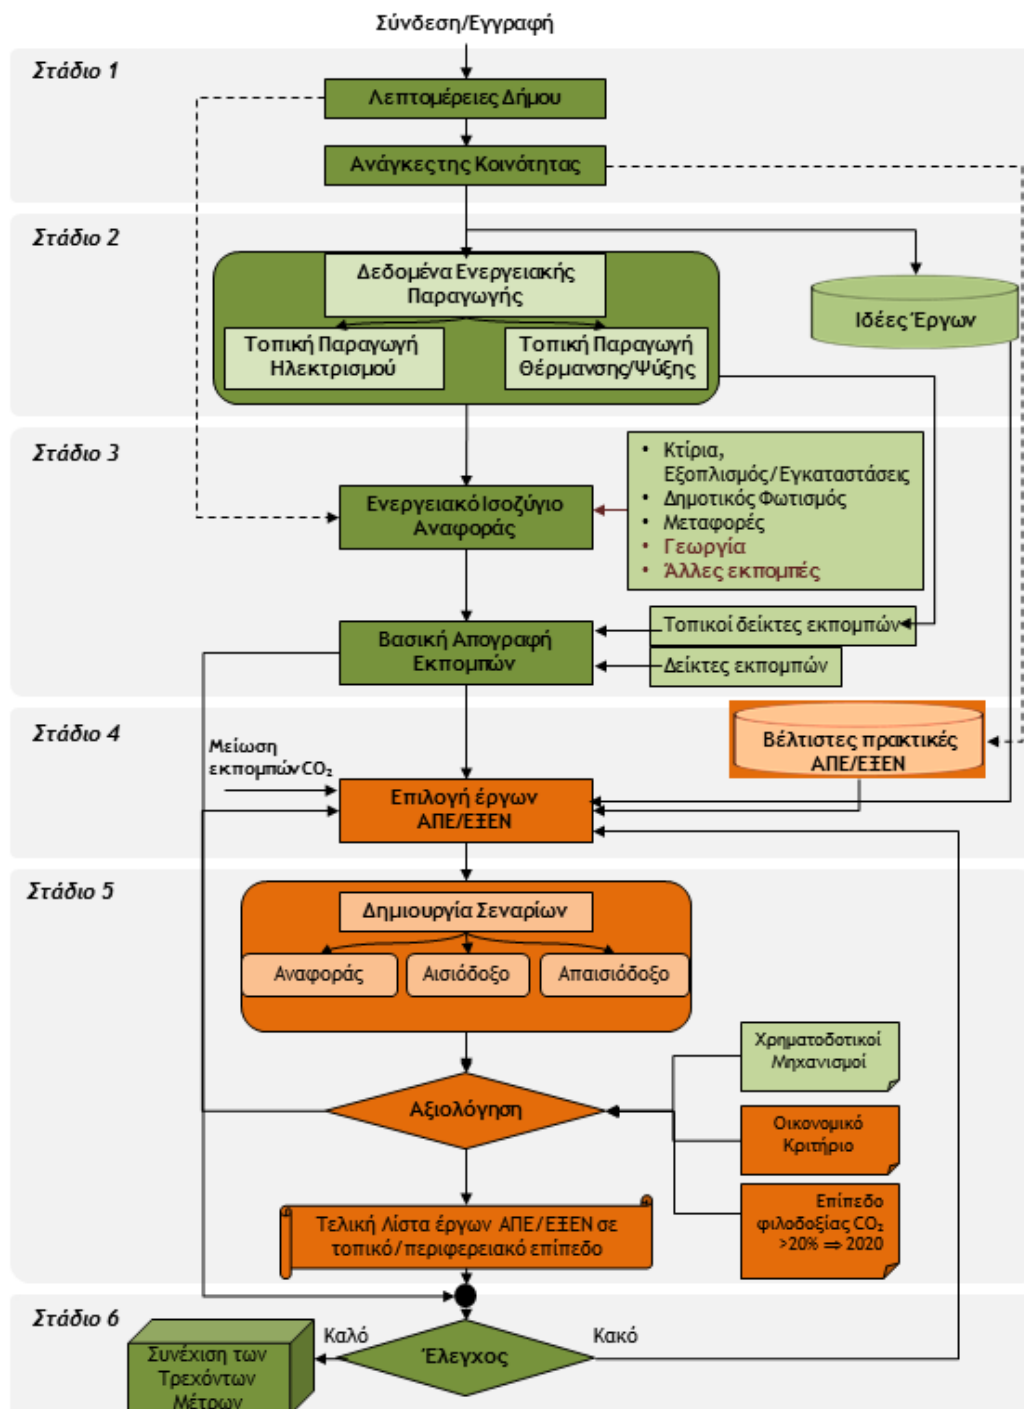 Σύνδεση/Εγγραφή
Στάδιο 1
Λεπτομέρειες Δήμου
Ανάγκες της Κοινότητας
Στάδιο 2
Δεδομένα Ενεργειακής
Παραγωγής
Τοπική Παραγωγή
Ηλεκτρισμού
Τοπική Παραγωγή
Θέρμανσης/Ψύξης
Ιδέες Έργων
Στάδιο 3
• Κτίρια,
Εξοπλισμός/Εγκαταστάσεις
• Δημοτικός Φωτισμός
• Μεταφορές
• Γεωργία
• Άλλες εκπομπές
Ενεργειακό Ισοζύγιο
Αναφοράς
Βασική Απογραφή
Εκπομπών
Τοπικοί δείκτες εκπομπών
Δείκτες εκπομπών
Στάδιο 4
Μείωση
εκπομπών CO₂
Βέλτιστες πρακτικές
ΑΠΕ/ΕΞΕΝ
Επιλογή έργων
ΑΠΕ/ΕΞΕΝ
Στάδιο 5
Δημιουργία Σεναρίων
Αναφοράς
Αισιόδοξο
Απαισιόδοξο
Χρηματοδοτικοί
Μηχανισμοί
Αξιολόγηση
Οικονομικό
Κριτήριο
Επίπεδο
φιλοδοξίας CO₂
>20% ⇒ 2020
Τελική Λίστα έργων ΑΠΕ/ΕΞΕΝ σε
τοπικό/περιφερειακό επίπεδο
Στάδιο 6
Καλό
Κακό
Έλεγχος
Συνέχιση των
Τρεχόντων
Μέτρων